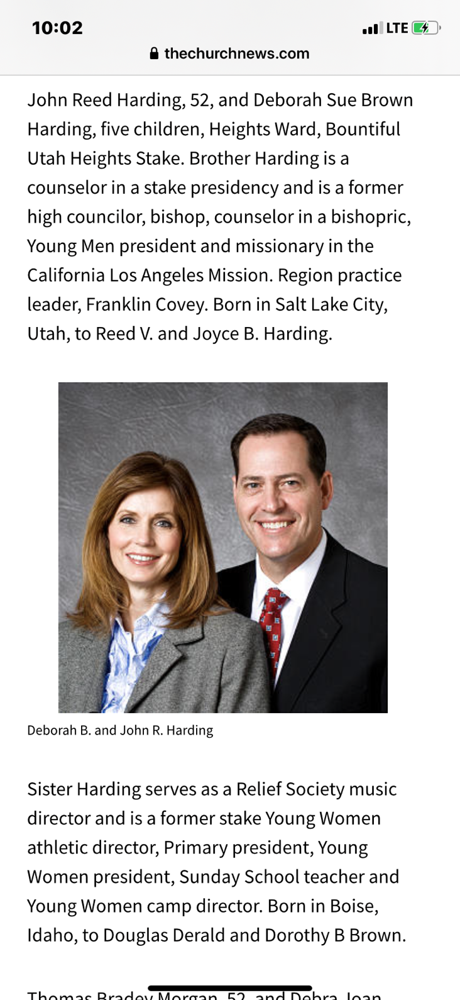 10:02
LTE
thechurchnews.com
John Reed Harding, 52, and Deborah Sue Brown
Harding, five children, Heights Ward, Bountiful
Utah Heights Stake. Brother Harding is a
counselor in a stake presidency and is a former
high councilor, bishop, counselor in a bishopric,
Young Men president and missionary in the
California Los Angeles Mission. Region practice
leader, Franklin Covey. Born in Salt Lake City,
Utah, to Reed V. and Joyce B. Harding.
Deborah B. and John R. Harding
Sister Harding serves as a Relief Society music
director and is a former stake Young Women
athletic director, Primary president, Young
Women president, Sunday School teacher and
Young Women camp director. Born in Boise,
Idaho, to Douglas Derald and Dorothy B Brown.
Thomas Bradey Morgan, 52, and Debra Joan